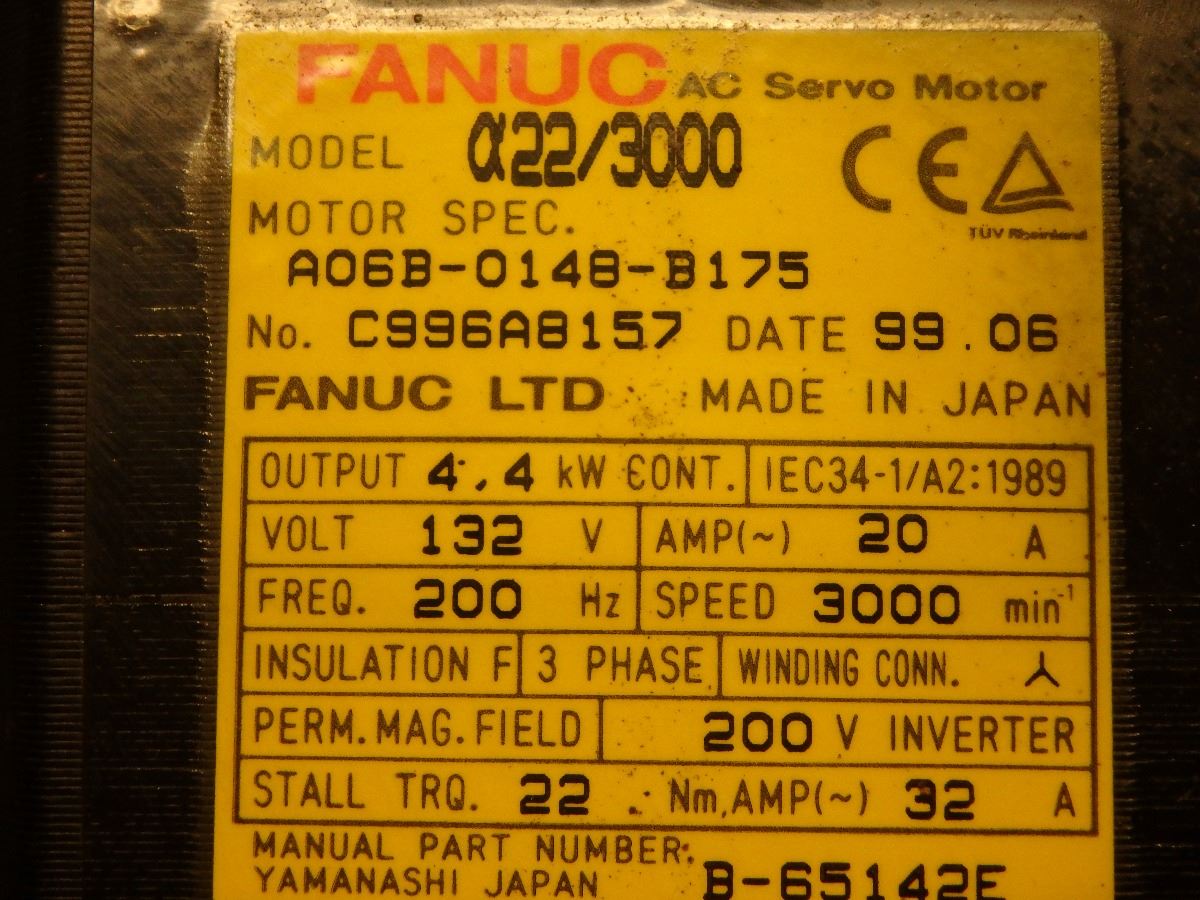 FANUC AC Servo Motor
MODEL α22/3000
CE
TÜV Rheinland
MOTOR SPEC.
A06B-0148-B175
No. C996A8157 DATE 99.06
FANUC LTD MADE IN JAPAN
OUTPUT 4.4 kW CONT. IEC34-1/A2:1989
VOLT 132 V AMP(~) 20 A
FREQ. 200 Hz SPEED 3000 min⁻¹
INSULATION F 3 PHASE WINDING CONN.
PERM.MAG.FIELD 200 V INVERTER
STALL TRQ. 22 Nm,AMP(~) 32 A
MANUAL PART NUMBER:
YAMANASHI JAPAN B-65142E